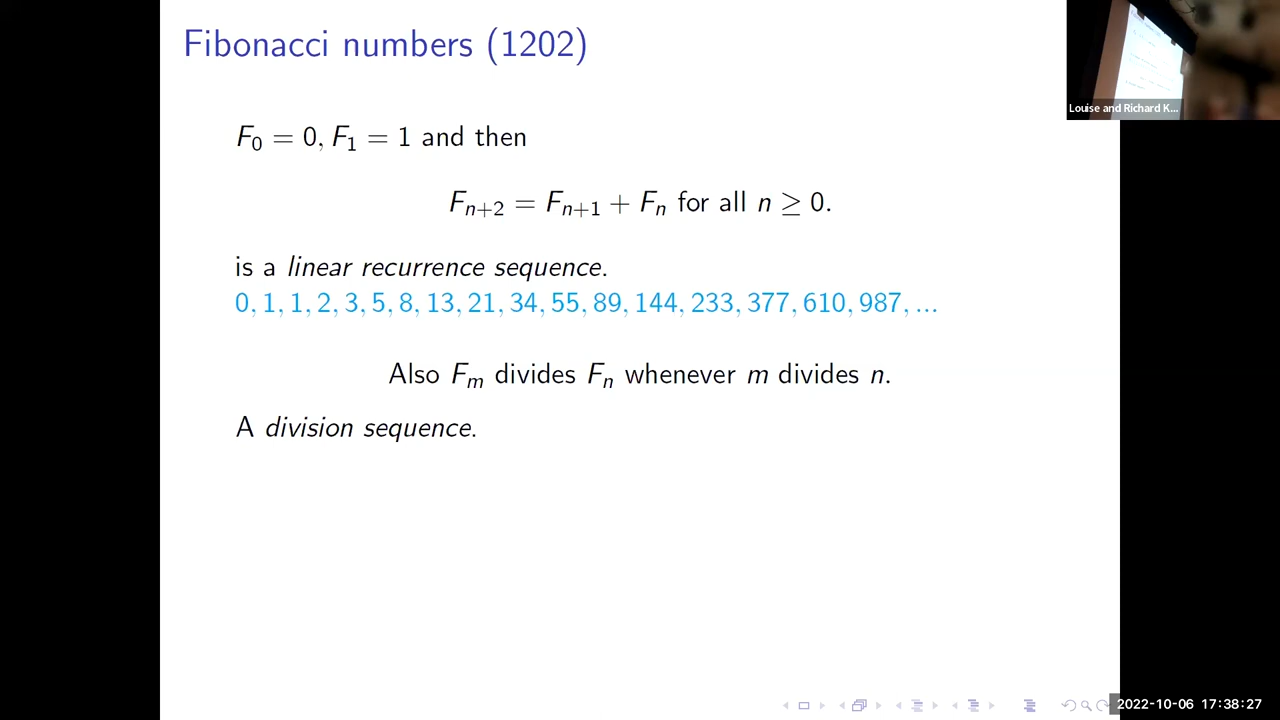 Fibonacci numbers (1202)
Louise and Richard K...
F₀ = 0, F₁ = 1 and then
Fₙ₊₂ = Fₙ₊₁ + Fₙ for all n ≥ 0.
is a linear recurrence sequence.
0, 1, 1, 2, 3, 5, 8, 13, 21, 34, 55, 89, 144, 233, 377, 610, 987, ...
Also Fₘ divides Fₙ whenever m divides n.
A division sequence.
2022-10-06 17:38:27